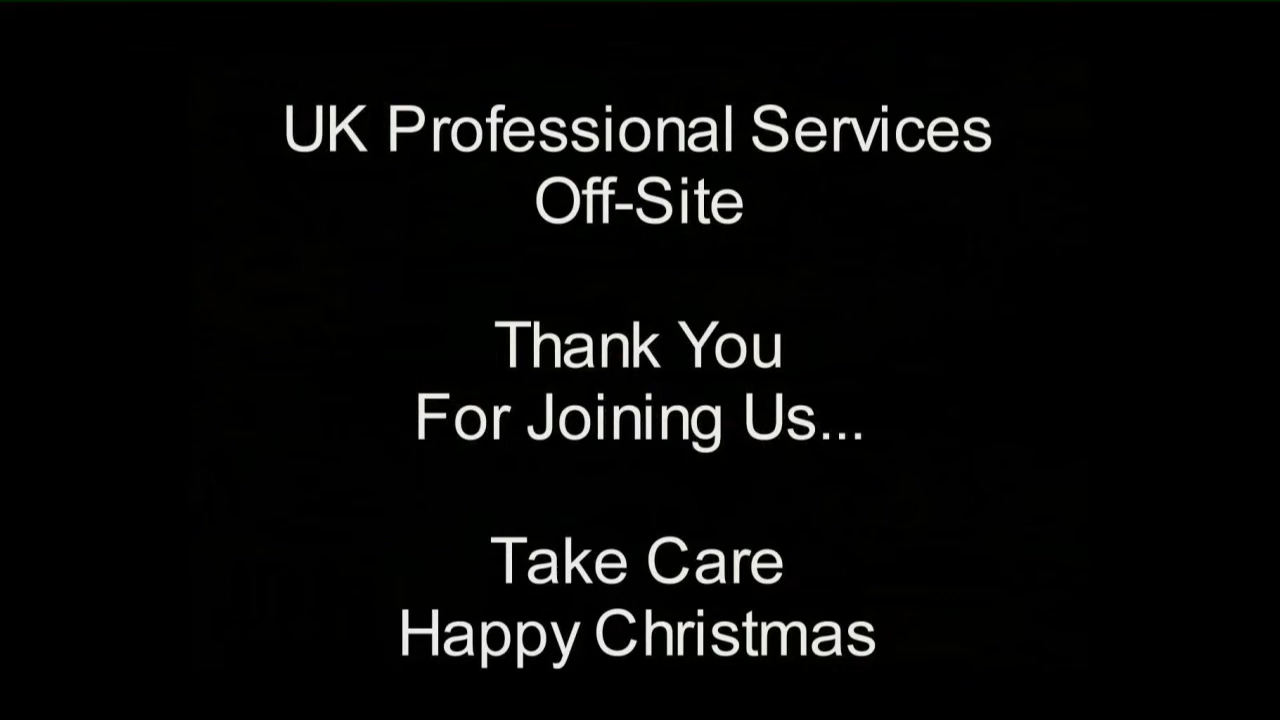 UK Professional Services
Off-Site
Thank You
For Joining Us...
Take Care
Happy Christmas